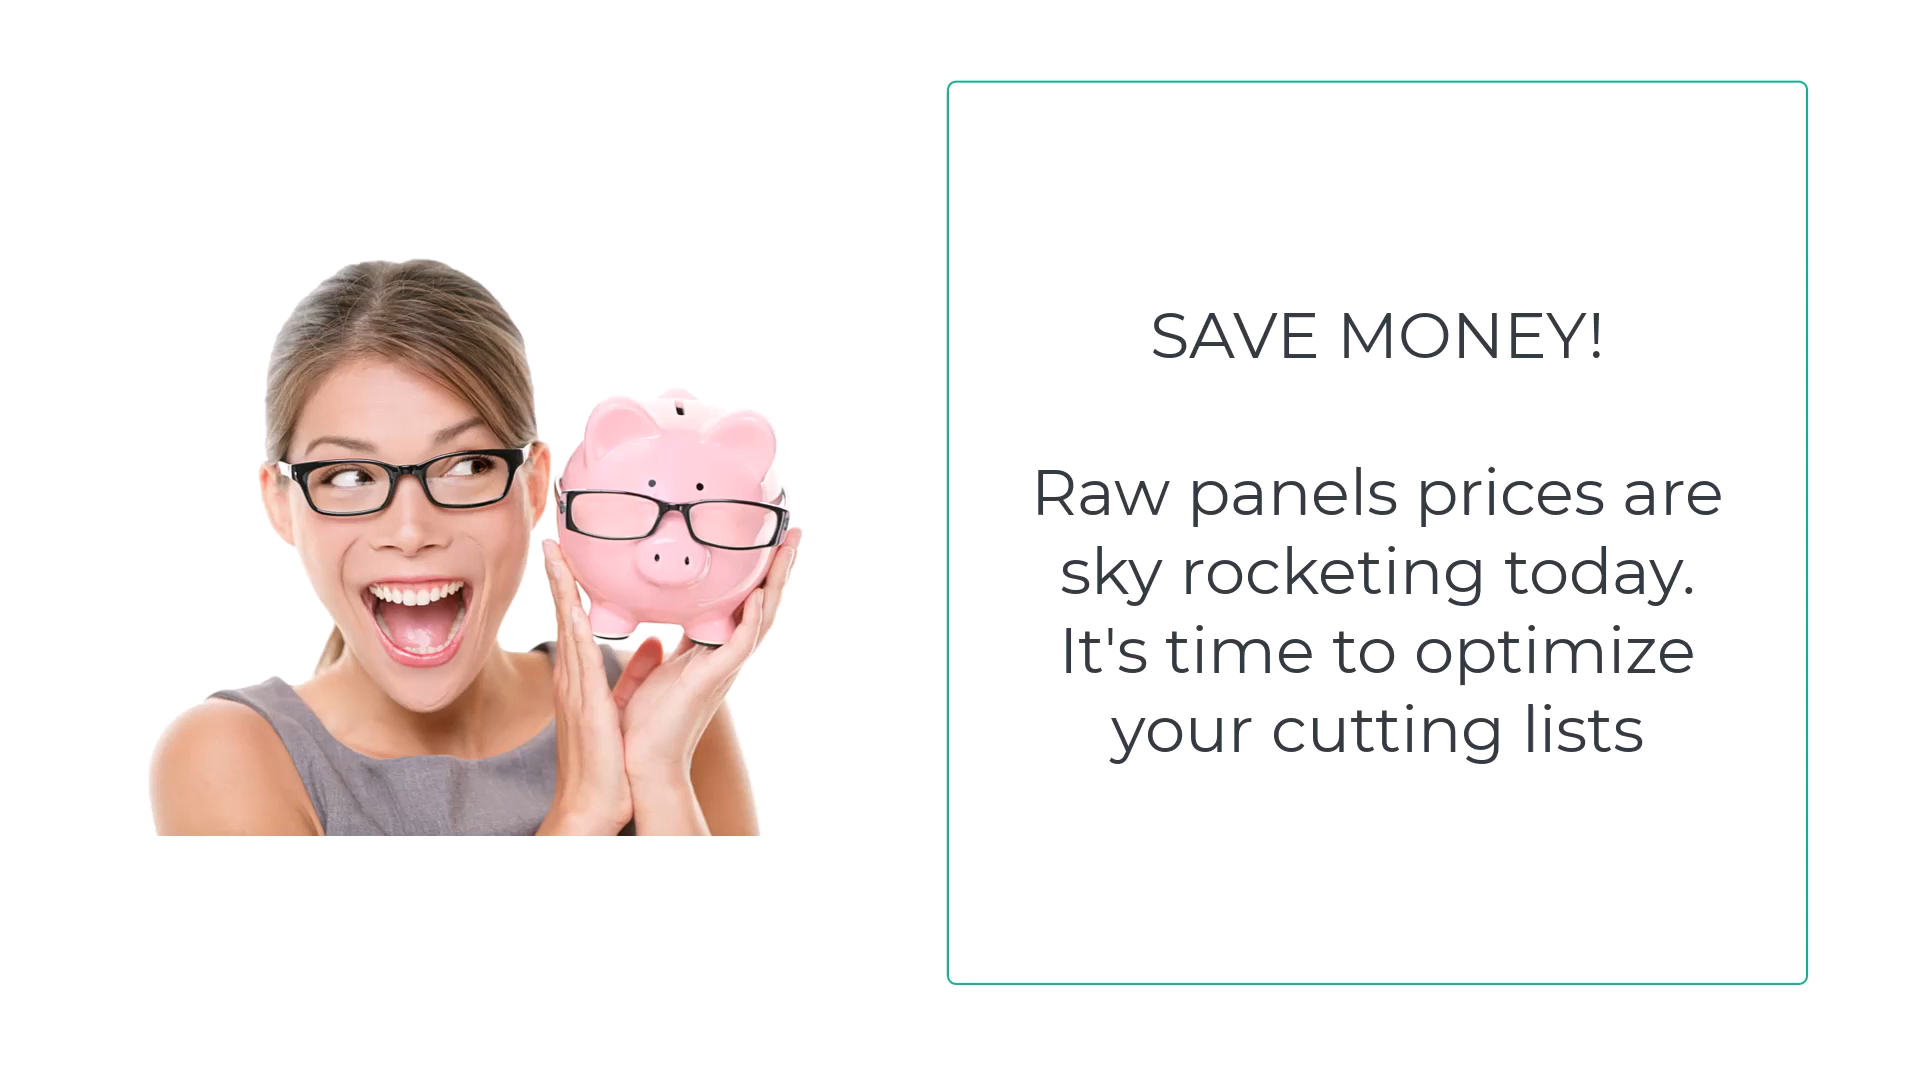 SAVE MONEY!
Raw panels prices are
sky rocketing today.
It's time to optimize
your cutting lists